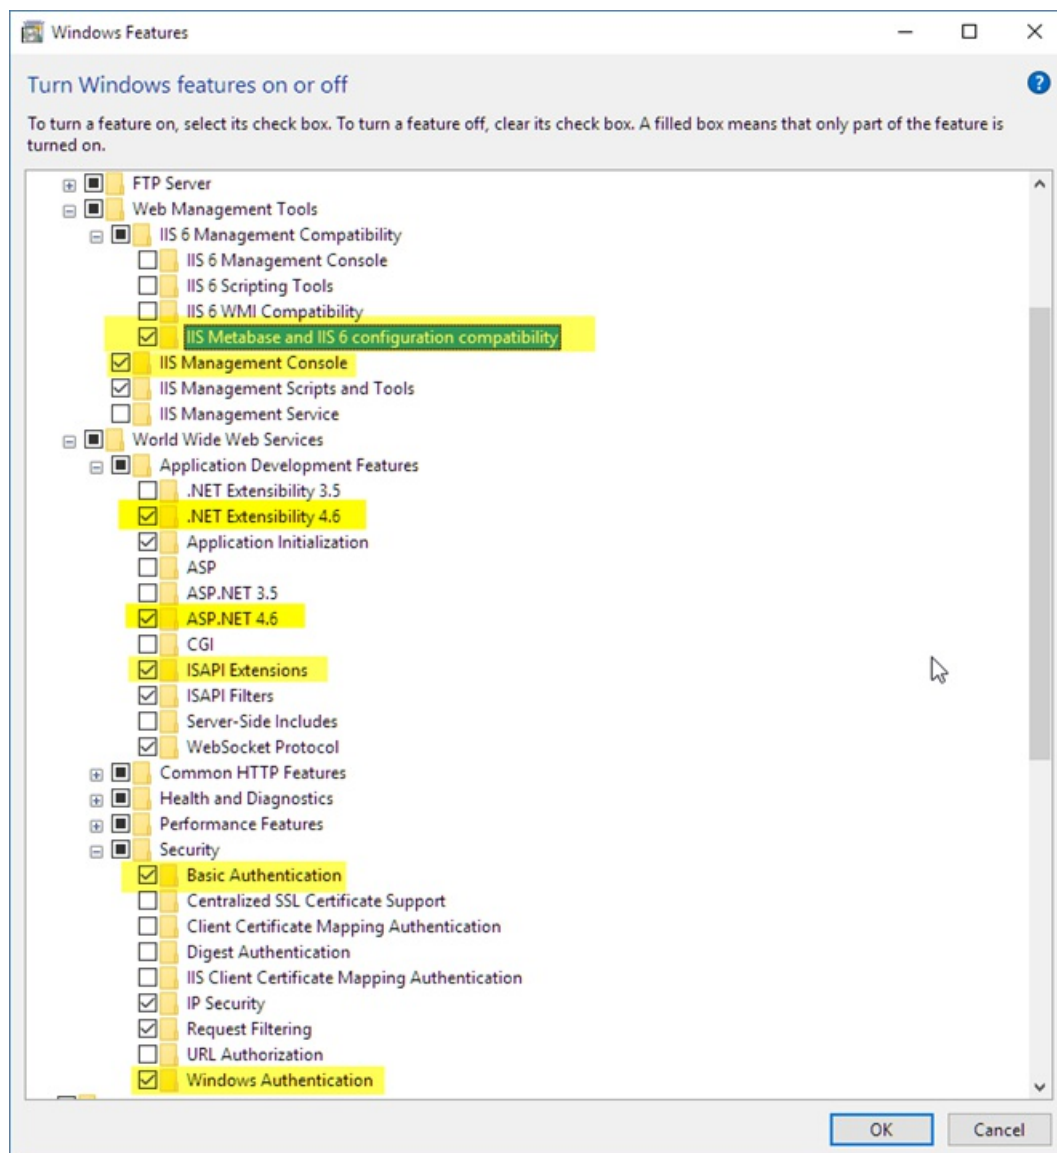 Windows Features
Turn Windows features on or off
To turn a feature on, select its check box. To turn a feature off, clear its check box. A filled box means that only part of the feature is
turned on.
FTP Server
Web Management Tools
IIS 6 Management Compatibility
IIS 6 Management Console
IIS 6 Scripting Tools
IIS 6 WMI Compatibility
IIS Metabase and IIS 6 configuration compatibility
IIS Management Console
IIS Management Scripts and Tools
IIS Management Service
World Wide Web Services
Application Development Features
.NET Extensibility 3.5
.NET Extensibility 4.6
Application Initialization
ASP
ASP.NET 3.5
ASP.NET 4.6
CGI
ISAPI Extensions
ISAPI Filters
Server-Side Includes
WebSocket Protocol
Common HTTP Features
Health and Diagnostics
Performance Features
Security
Basic Authentication
Centralized SSL Certificate Support
Client Certificate Mapping Authentication
Digest Authentication
IIS Client Certificate Mapping Authentication
IP Security
Request Filtering
URL Authorization
Windows Authentication
OK
Cancel